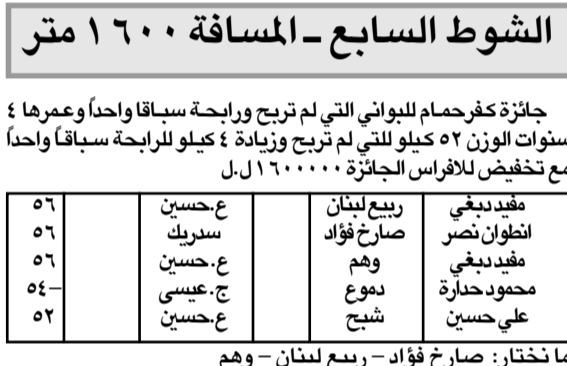 الشوط السابع ـ المسافة ١٦٠٠ متر
جائزة كفرحمام للبواني التي لم تربح ورابحة سباقا واحداً وعمرها ٤
سنوات الوزن ٥٢ كيلو للتي لم تربح وزيادة ٤ كيلو للرابحة سباقاً واحداً
مع تخفيض للافراس الجائزة ١٦٠٠٠٠٠ ل.ل
مفيد دبغي ربيع لبنان ع.حسين ٥٦
انطوان نصر صارخ فؤاد سدريك ٥٦
مفيد دبغي وهم ع.حسين ٥٦
محمود حدارة دموع ج.عيسى ٥٤–
علي حسين شبح ع.حسين ٥٢
ما نختار: صارخ فؤاد – ربيع لبنان – وهم